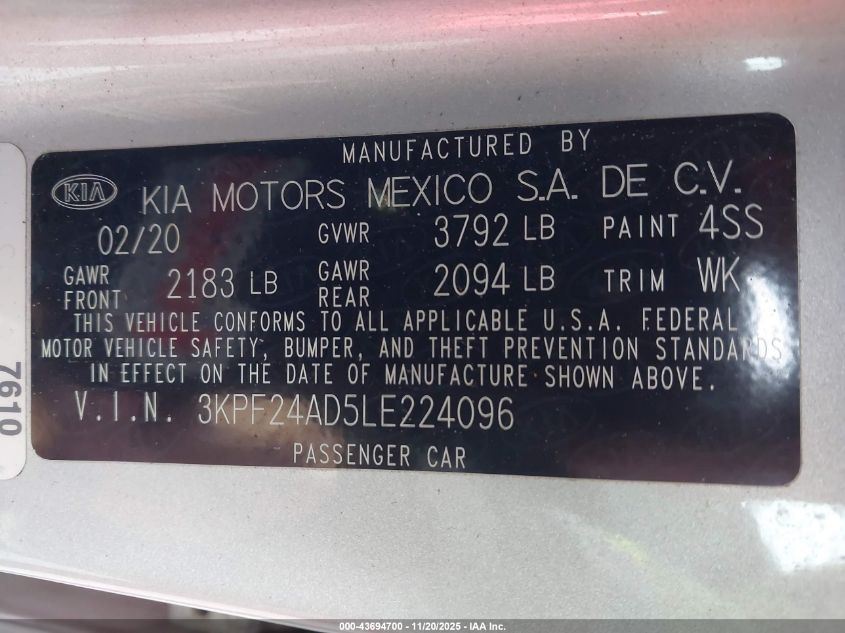 MANUFACTURED BY
KIA KIA MOTORS MEXICO S.A. DE C.V.
02/20 GVWR 3792 LB PAINT 4SS
GAWR FRONT 2183 LB GAWR REAR 2094 LB TRIM WK
THIS VEHICLE CONFORMS TO ALL APPLICABLE U.S.A. FEDERAL
MOTOR VEHICLE SAFETY, BUMPER, AND THEFT PREVENTION STANDARDS
IN EFFECT ON THE DATE OF MANUFACTURE SHOWN ABOVE.
V.I.N. 3KPF24AD5LE224096
PASSENGER CAR
7610
000-43694700 - 11/20/2025 - IAA Inc.